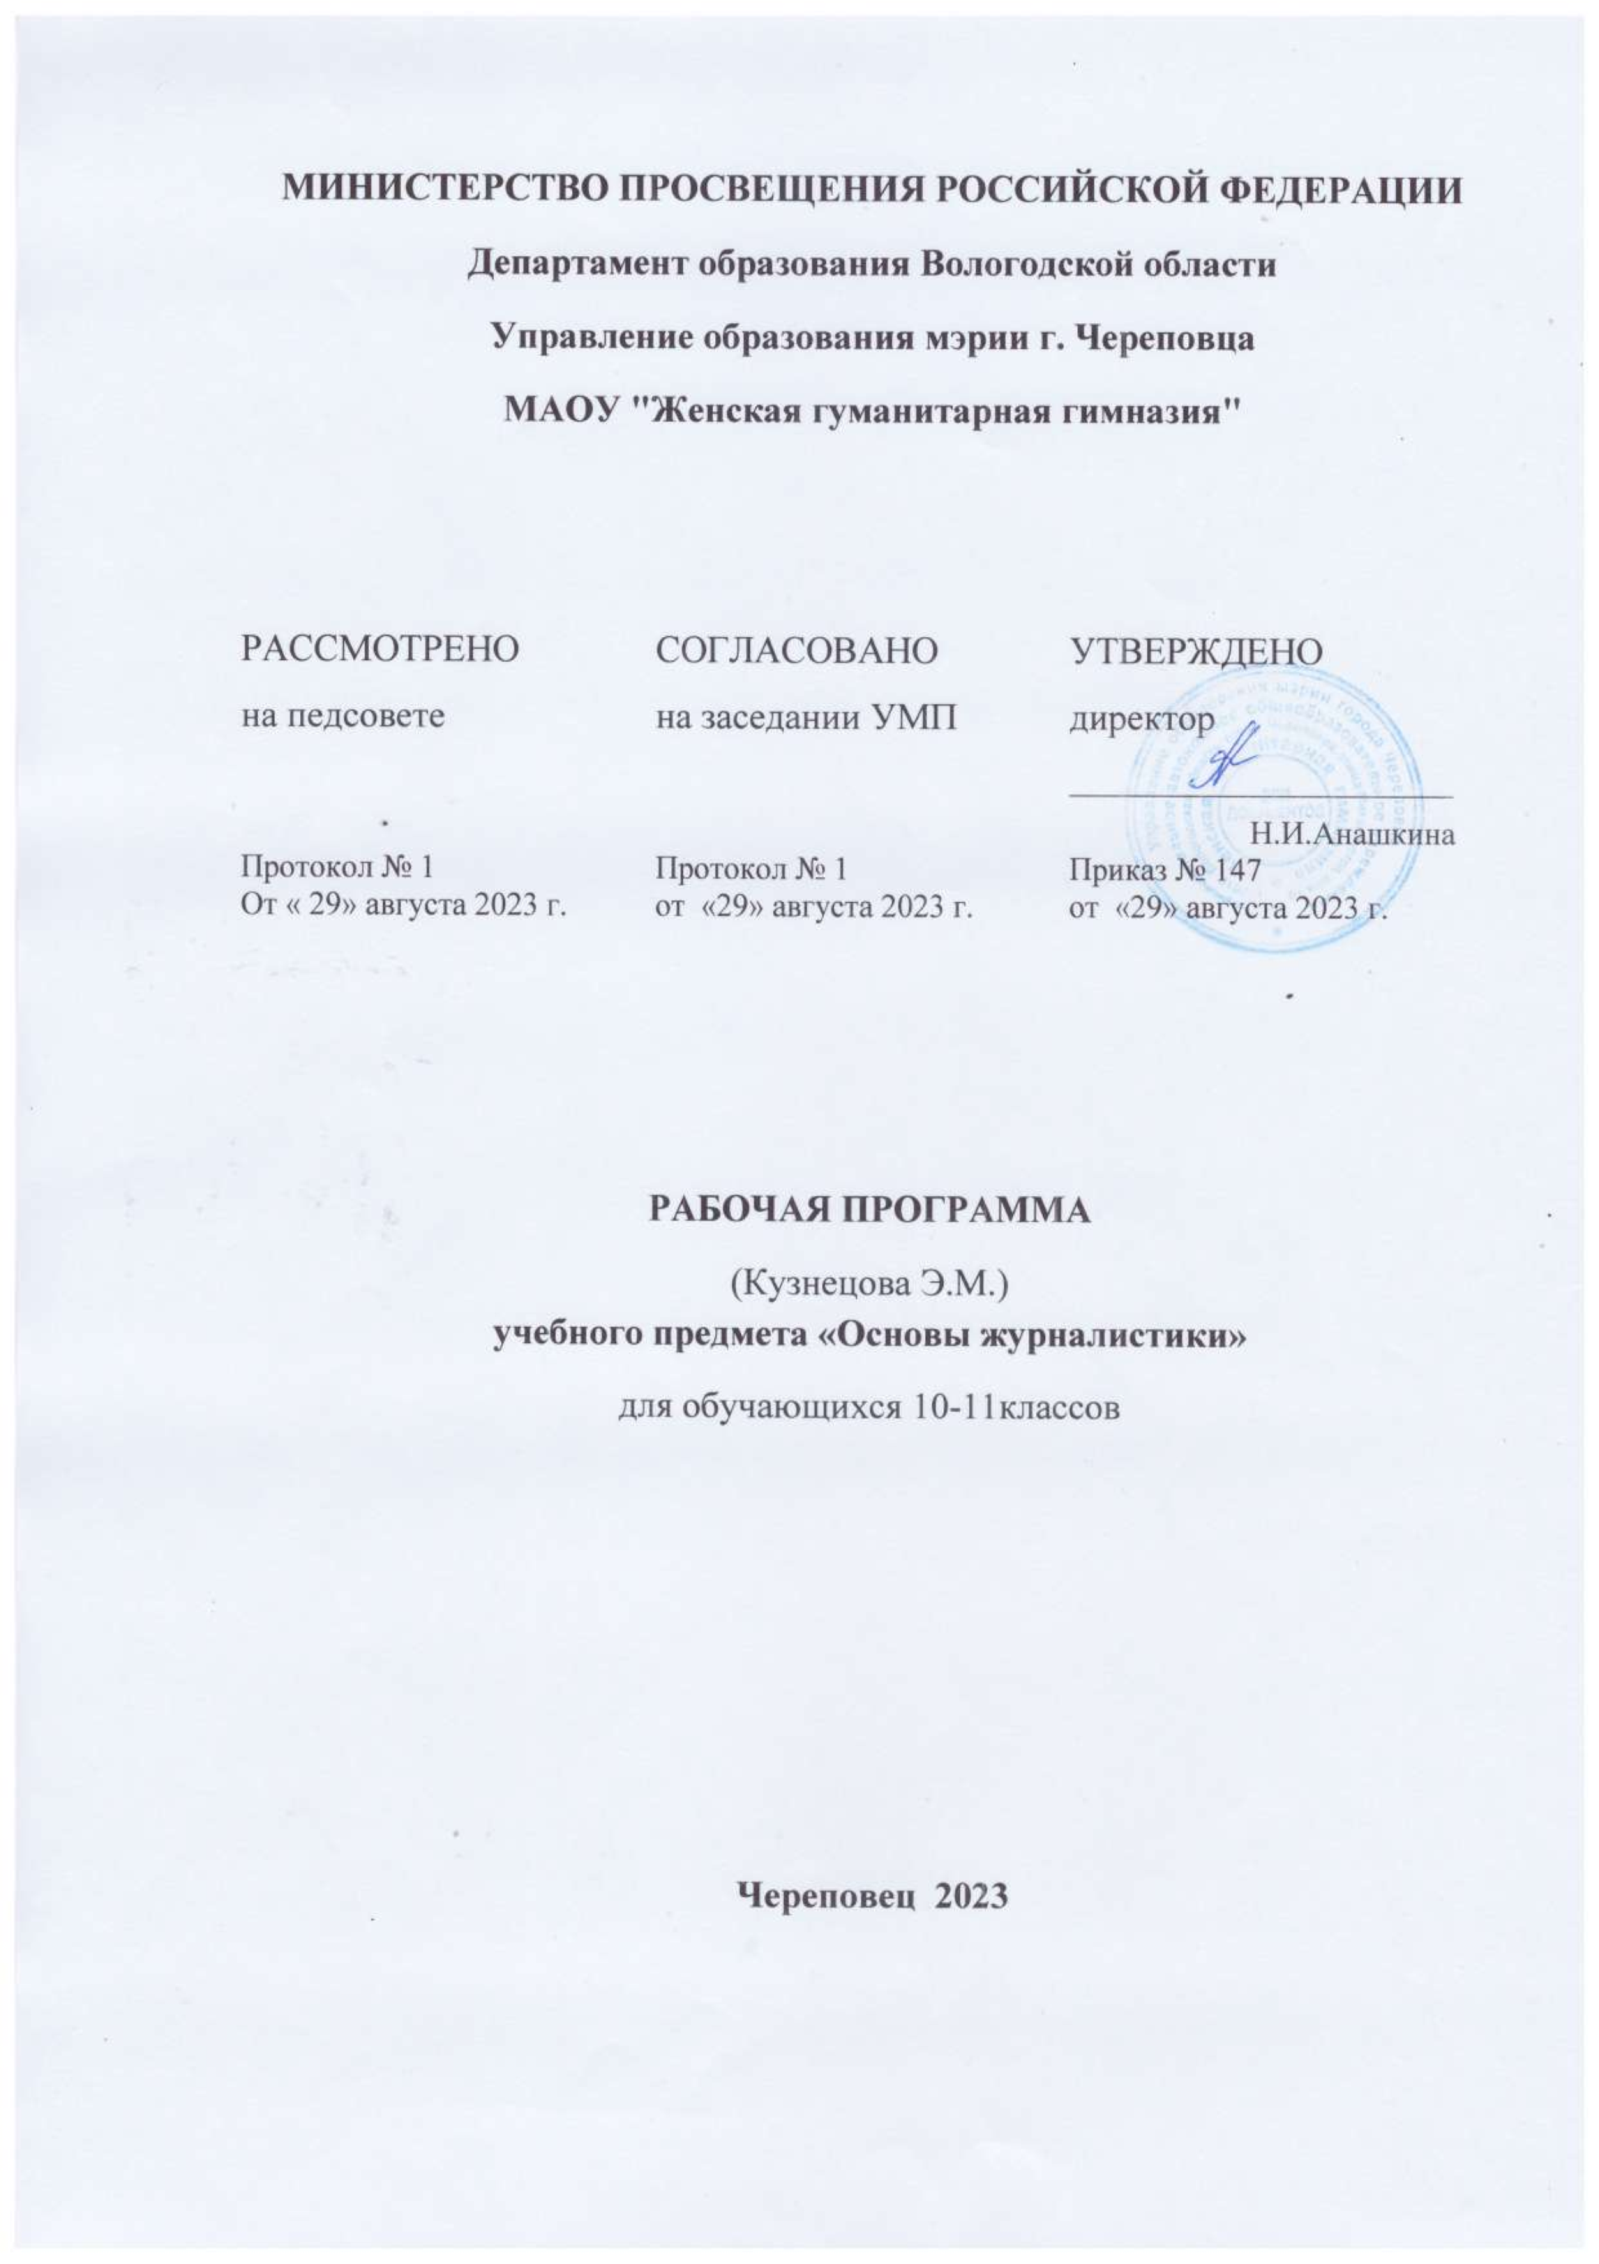 МИНИСТЕРСТВО ПРОСВЕЩЕНИЯ РОССИЙСКОЙ ФЕДЕРАЦИИ
Департамент образования Вологодской области
Управление образования мэрии г. Череповца
МАОУ "Женская гуманитарная гимназия"
РАССМОТРЕНО
на педсовете
Протокол № 1
От « 29» августа 2023 г.
СОГЛАСОВАНО
на заседании УМП
Протокол № 1
от «29» августа 2023 г.
УТВЕРЖДЕНО
директор
Н.И.Анашкина
Приказ № 147
от «29» августа 2023 г.
РАБОЧАЯ ПРОГРАММА
(Кузнецова Э.М.)
учебного предмета «Основы журналистики»
для обучающихся 10-11классов
Череповец 2023